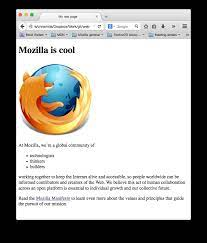 My test page
Mozilla is cool
At Mozilla, we're a global community of
technologists
thinkers
builders
working together to keep the Internet alive and accessible, so people worldwide can be
informed contributors and creators of the Web. We believe this act of human collaboration
across an open platform is essential to individual growth and our collective future.
Read the Mozilla Manifesto to learn even more about the values and principles that guide
the pursuit of our mission.